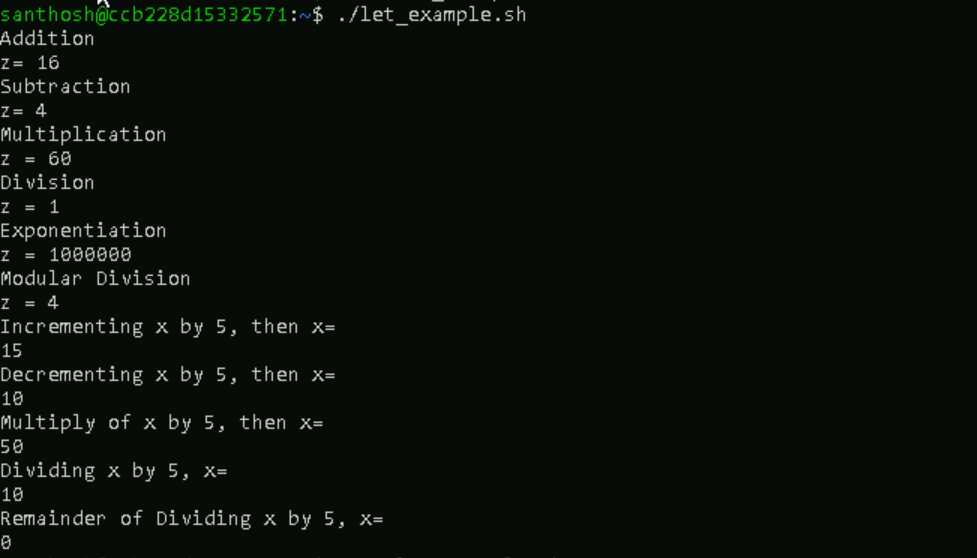 santhosh@ccb228d15332571:~$ ./let_example.sh
Addition
z= 16
Subtraction
z= 4
Multiplication
z = 60
Division
z = 1
Exponentiation
z = 1000000
Modular Division
z = 4
Incrementing x by 5, then x=
15
Decrementing x by 5, then x=
10
Multiply of x by 5, then x=
50
Dividing x by 5, x=
10
Remainder of Dividing x by 5, x=
0